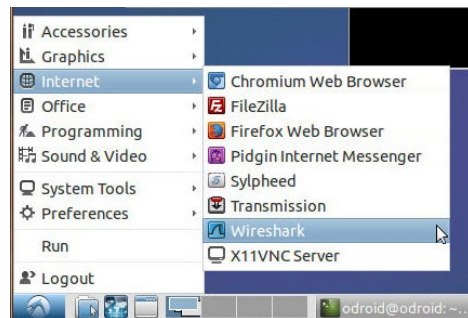 Accessories
Graphics
Internet
Office
Programming
Sound & Video
System Tools
Preferences
Run
Logout
Chromium Web Browser
FileZilla
Firefox Web Browser
Pidgin Internet Messenger
Sylpheed
Transmission
Wireshark
X11VNC Server
odroid@odroid: ~...